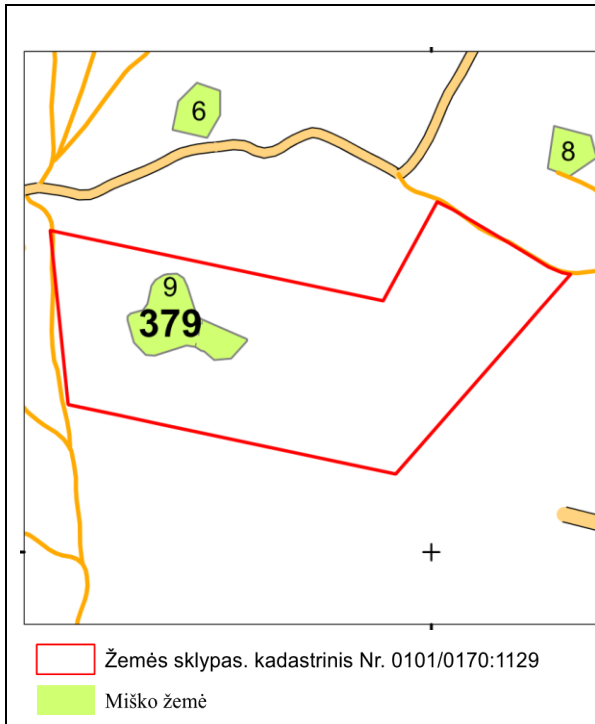 6
8
9
379
Žemės sklypas. kadastrinis Nr. 0101/0170:1129
Miško žemė